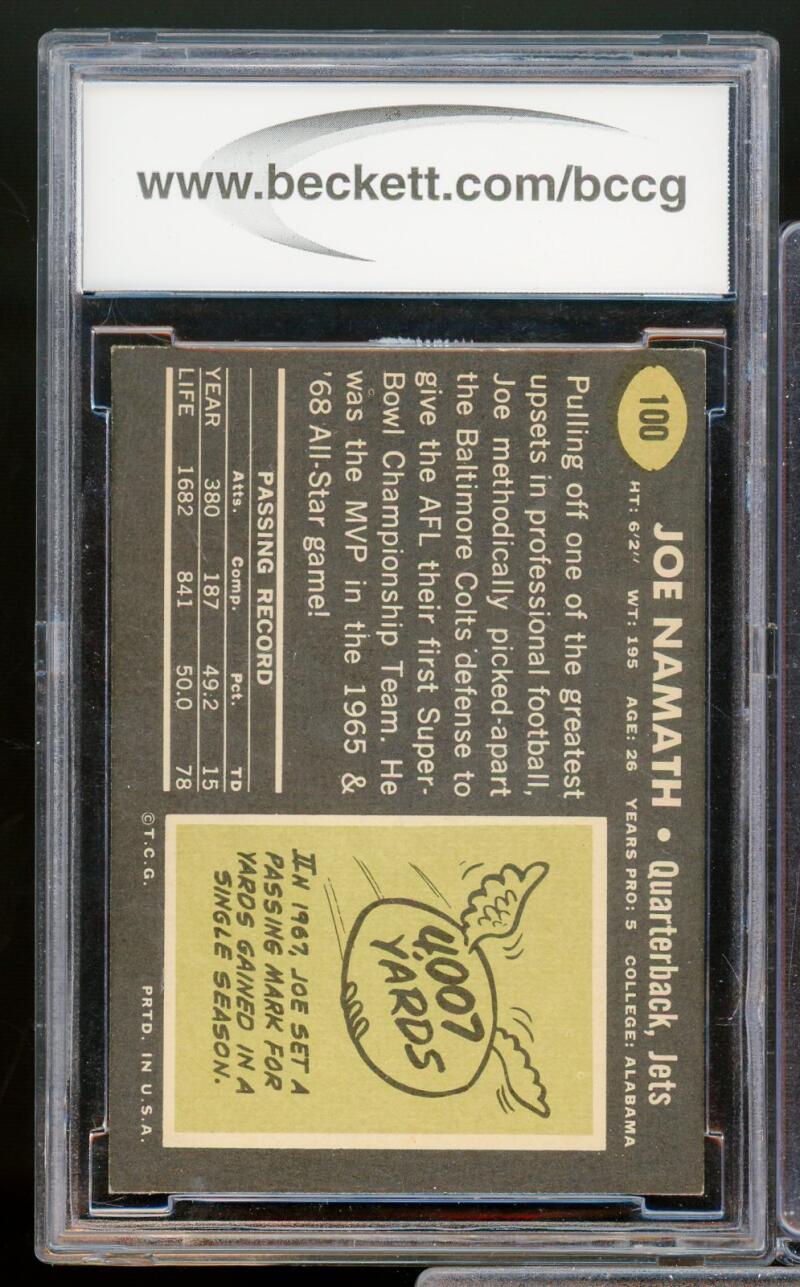 www.beckett.com/bccg
100
JOE NAMATH • Quarterback, Jets
HT: 6'2" WT: 195 AGE: 26 YEARS PRO: 5 COLLEGE: ALABAMA
Pulling off one of the greatest
upsets in professional football,
Joe methodically picked-apart
the Baltimore Colts defense to
give the AFL their first Super-
Bowl Championship Team. He
was the MVP in the 1965 &
'68 All-Star game!
PASSING RECORD
Atts. Comp. Pct. TD
YEAR 380 187 49.2 15
LIFE 1682 841 50.0 78
4,007
YARDS
IN 1967, JOE SET A
PASSING MARK FOR
YARDS GAINED IN A
SINGLE SEASON.
©T.C.G. PRTD. IN U.S.A.